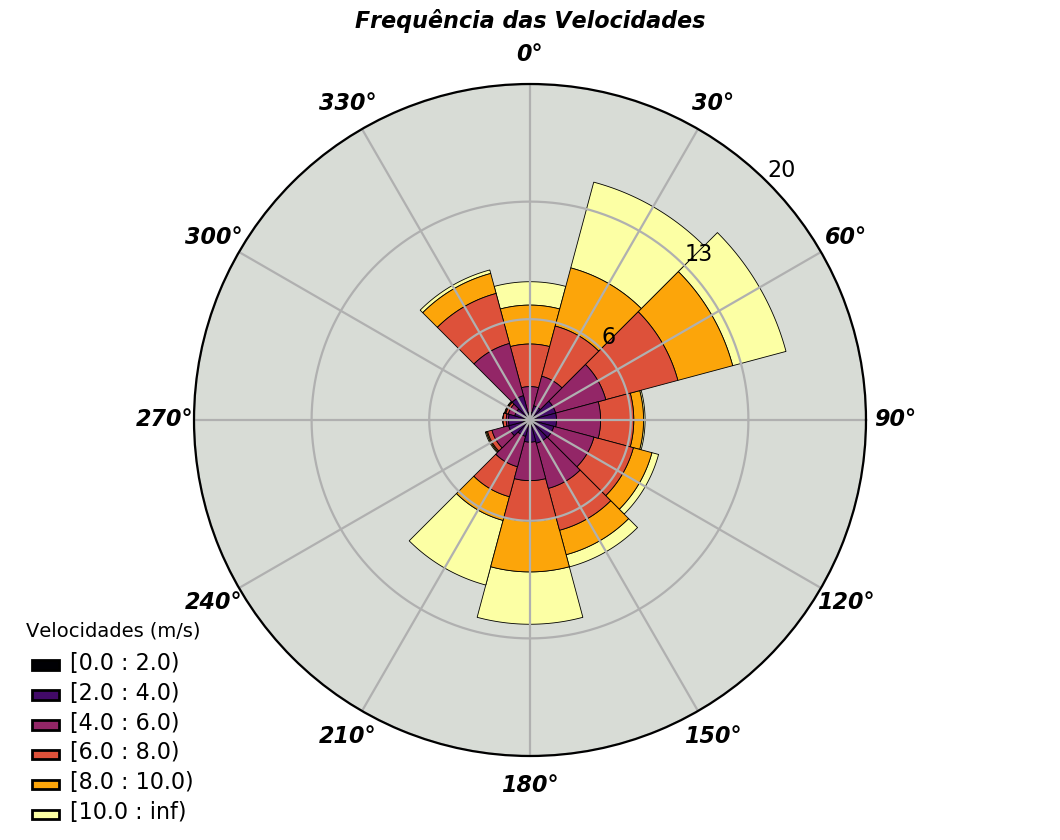 Frequência das Velocidades
0°
330°
30°
20
300°
60°
13
6
270°
90°
240°
120°
210°
150°
180°
Velocidades (m/s)
[0.0 : 2.0)
[2.0 : 4.0)
[4.0 : 6.0)
[6.0 : 8.0)
[8.0 : 10.0)
[10.0 : inf)